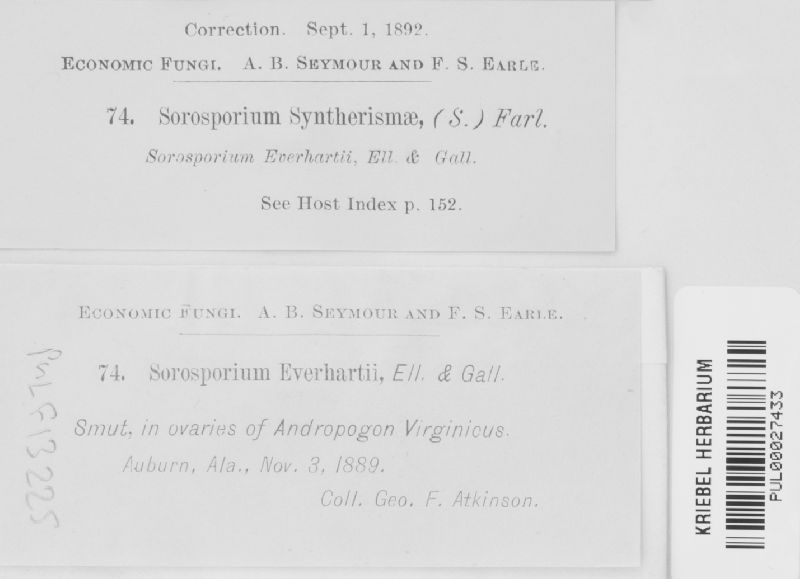 Correction. Sept. 1, 1892.
Economic Fungi. A. B. Seymour and F. S. Earle.
74. Sorosporium Syntherismæ, (S.) Farl.
Sorosporium Everhartii, Ell. & Gall.
See Host Index p. 152.
Economic Fungi. A. B. Seymour and F. S. Earle.
74. Sorosporium Everhartii, Ell. & Gall.
Smut, in ovaries of Andropogon Virginicus.
Auburn, Ala., Nov. 3, 1889.
Coll. Geo. F. Atkinson.
PUL F13225
KRIEBEL HERBARIUM
PUL00027433